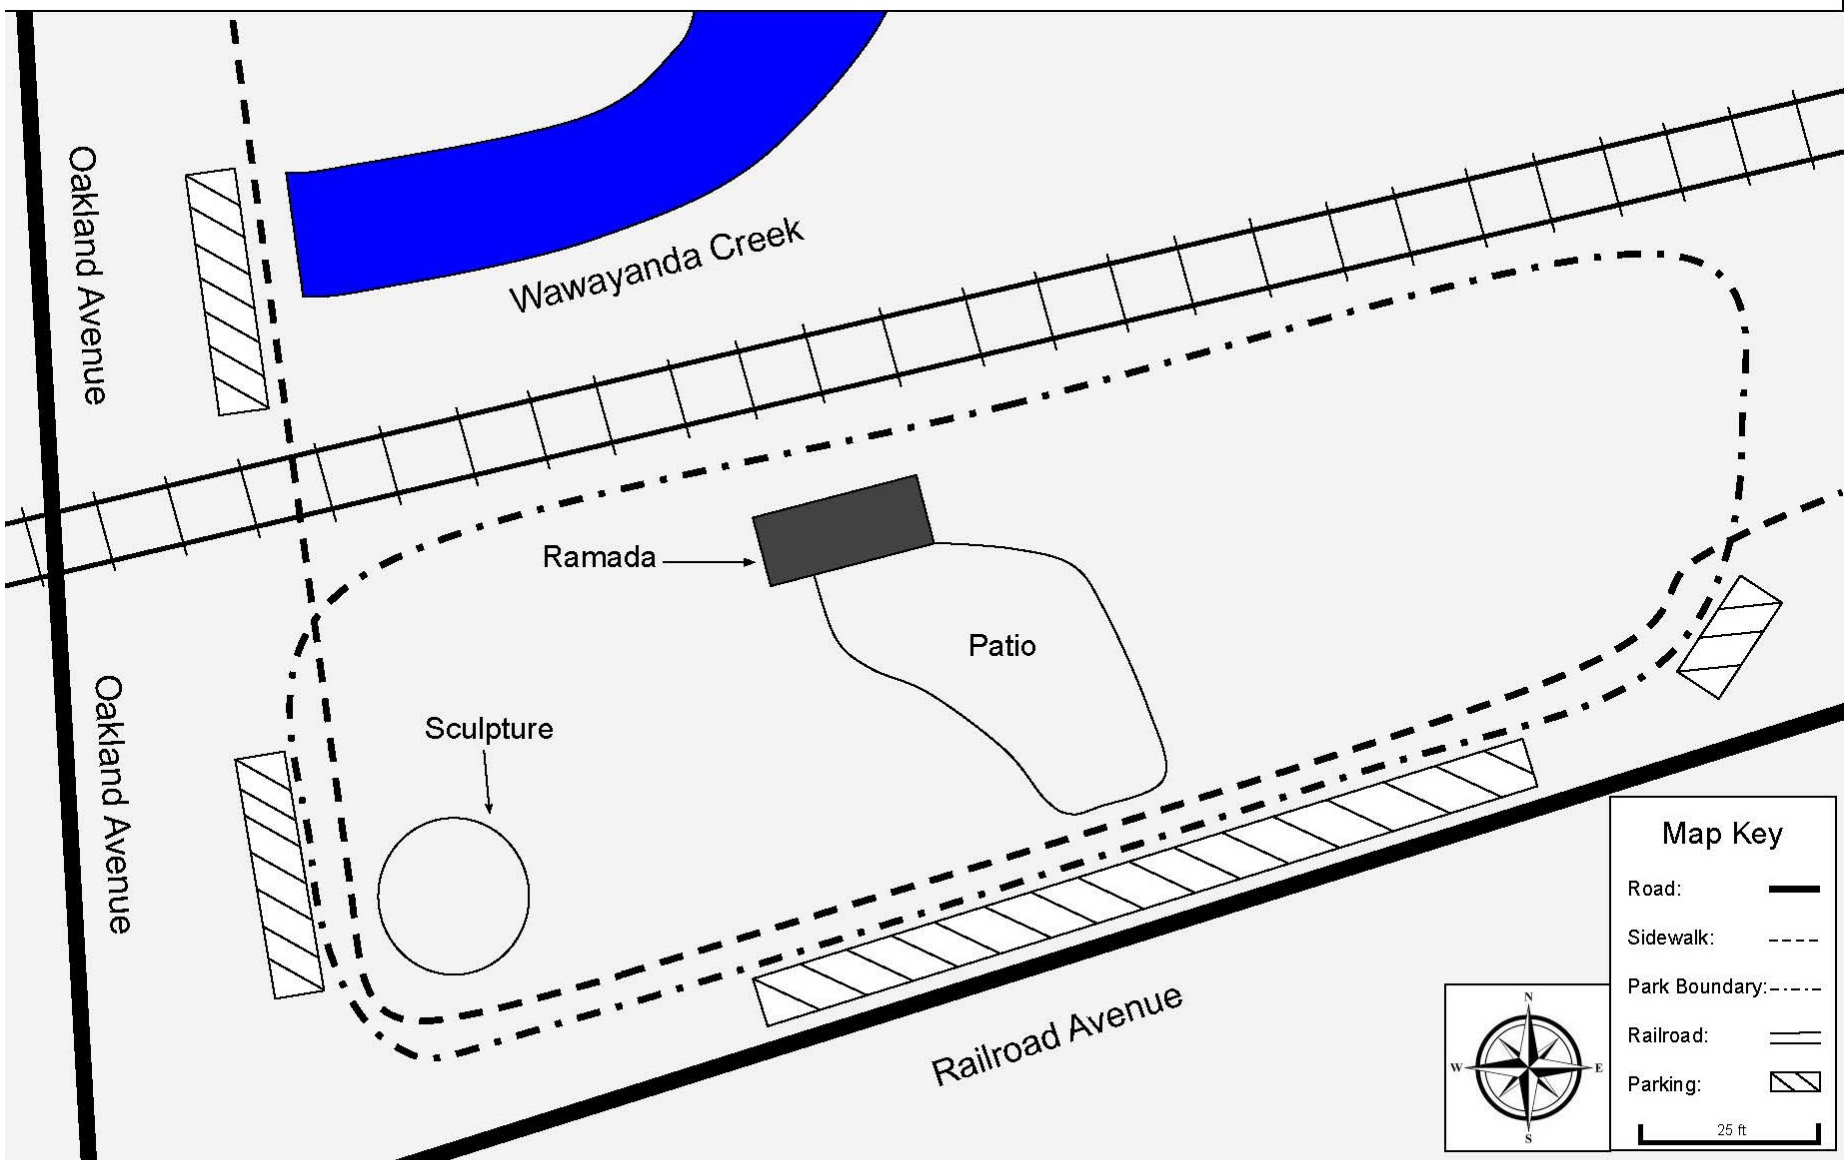 Oakland Avenue
Wawayanda Creek
Ramada
Patio
Oakland Avenue
Sculpture
Railroad Avenue
Map Key
Road:
Sidewalk:
Park Boundary:
Railroad:
Parking:
25 ft
N
W
E
S